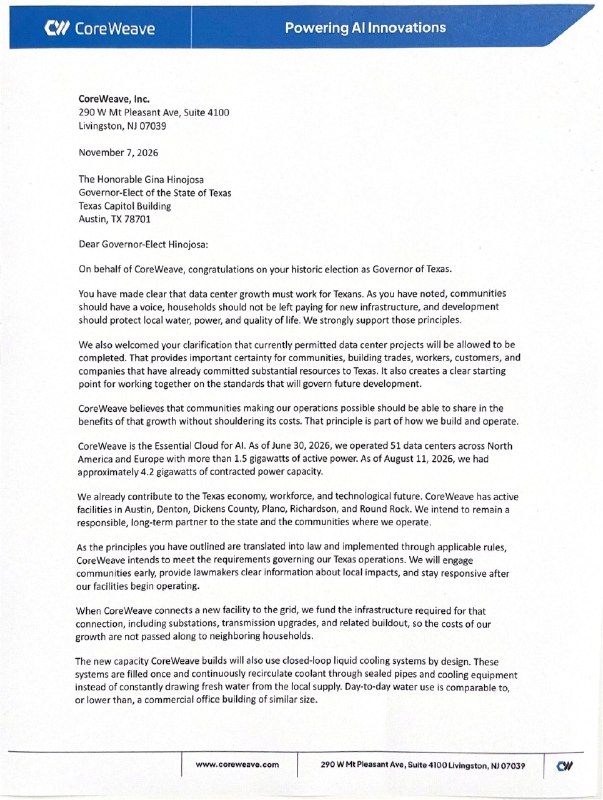 CoreWeave
Powering AI Innovations
CoreWeave, Inc.
290 W Mt Pleasant Ave, Suite 4100
Livingston, NJ 07039
November 7, 2026
The Honorable Gina Hinojosa
Governor-Elect of the State of Texas
Texas Capitol Building
Austin, TX 78701
Dear Governor-Elect Hinojosa:
On behalf of CoreWeave, congratulations on your historic election as Governor of Texas.
You have made clear that data center growth must work for Texans. As you have noted, communities
should have a voice, households should not be left paying for new infrastructure, and development
should protect local water, power, and quality of life. We strongly support those principles.
We also welcomed your clarification that currently permitted data center projects will be allowed to be
completed. That provides important certainty for communities, building trades, workers, customers, and
companies that have already committed substantial resources to Texas. It also creates a clear starting
point for working together on the standards that will govern future development.
CoreWeave believes that communities making our operations possible should be able to share in the
benefits of that growth without shouldering its costs. That principle is part of how we build and operate.
CoreWeave is the Essential Cloud for AI. As of June 30, 2026, we operated 51 data centers across North
America and Europe with more than 1.5 gigawatts of active power. As of August 11, 2026, we had
approximately 4.2 gigawatts of contracted power capacity.
We already contribute to the Texas economy, workforce, and technological future. CoreWeave has active
facilities in Austin, Denton, Dickens County, Plano, Richardson, and Round Rock. We intend to remain a
responsible, long-term partner to the state and the communities where we operate.
As the principles you have outlined are translated into law and implemented through applicable rules,
CoreWeave intends to meet the requirements governing our Texas operations. We will engage
communities early, provide lawmakers clear information about local impacts, and stay responsive after
our facilities begin operating.
When CoreWeave connects a new facility to the grid, we fund the infrastructure required for that
connection, including substations, transmission upgrades, and related buildout, so the costs of our
growth are not passed along to neighboring households.
The new capacity CoreWeave builds will also use closed-loop liquid cooling systems by design. These
systems are filled once and continuously recirculate coolant through sealed pipes and cooling equipment
instead of constantly drawing fresh water from the local supply. Day-to-day water use is comparable to,
or lower than, a commercial office building of similar size.
www.coreweave.com
290 W Mt Pleasant Ave, Suite 4100 Livingston, NJ 07039